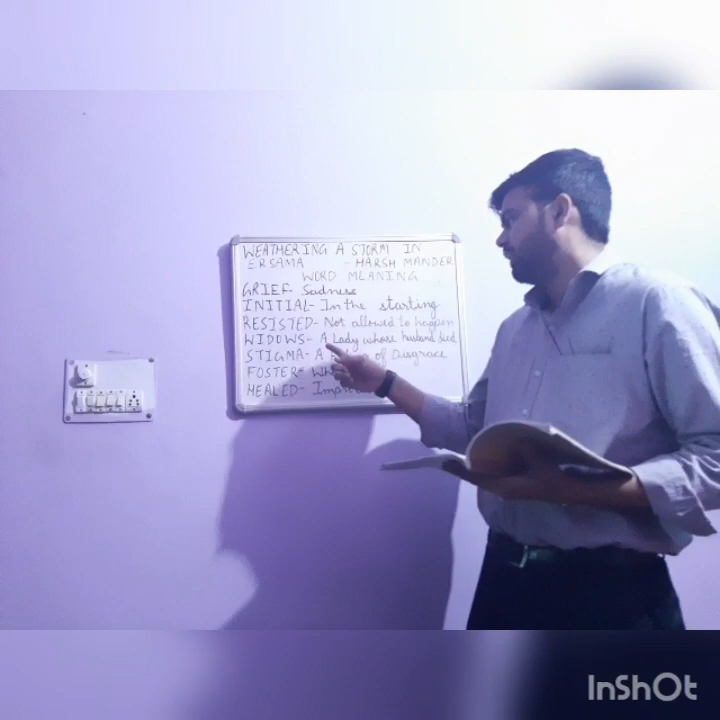 WEATHERING A STORM IN
ERSAMA - HARSH MANDER
WORD MEANING
GRIEF Sadness
INITIAL- In the starting
RESISTED- Not allowed to happen
WIDOWS- A Lady whose husband died
STIGMA- A of Disgrace
FOSTER-
HEALED-
InShOt